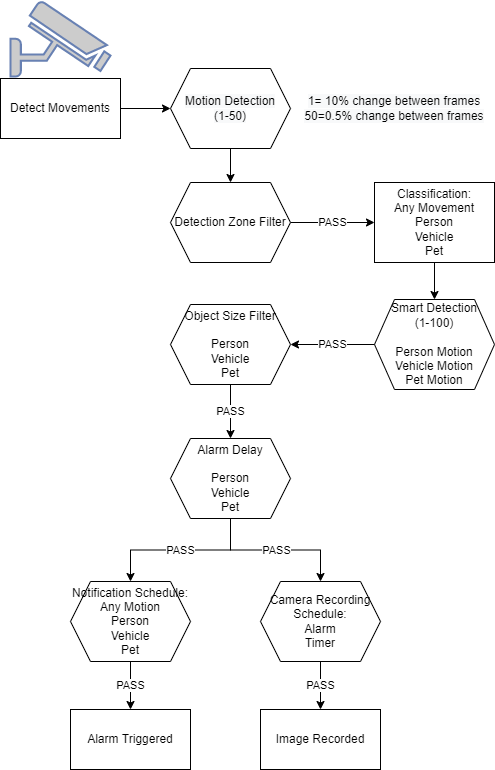 Detect Movements
Motion Detection
(1-50)
1= 10% change between frames
50=0.5% change between frames
Detection Zone Filter
PASS
Classification:
Any Movement
Person
Vehicle
Pet
Smart Detection
(1-100)
Person Motion
Vehicle Motion
Pet Motion
PASS
Object Size Filter
Person
Vehicle
Pet
PASS
Alarm Delay
Person
Vehicle
Pet
PASS
PASS
Notification Schedule:
Any Motion
Person
Vehicle
Pet
Camera Recording
Schedule:
Alarm
Timer
PASS
PASS
Alarm Triggered
Image Recorded